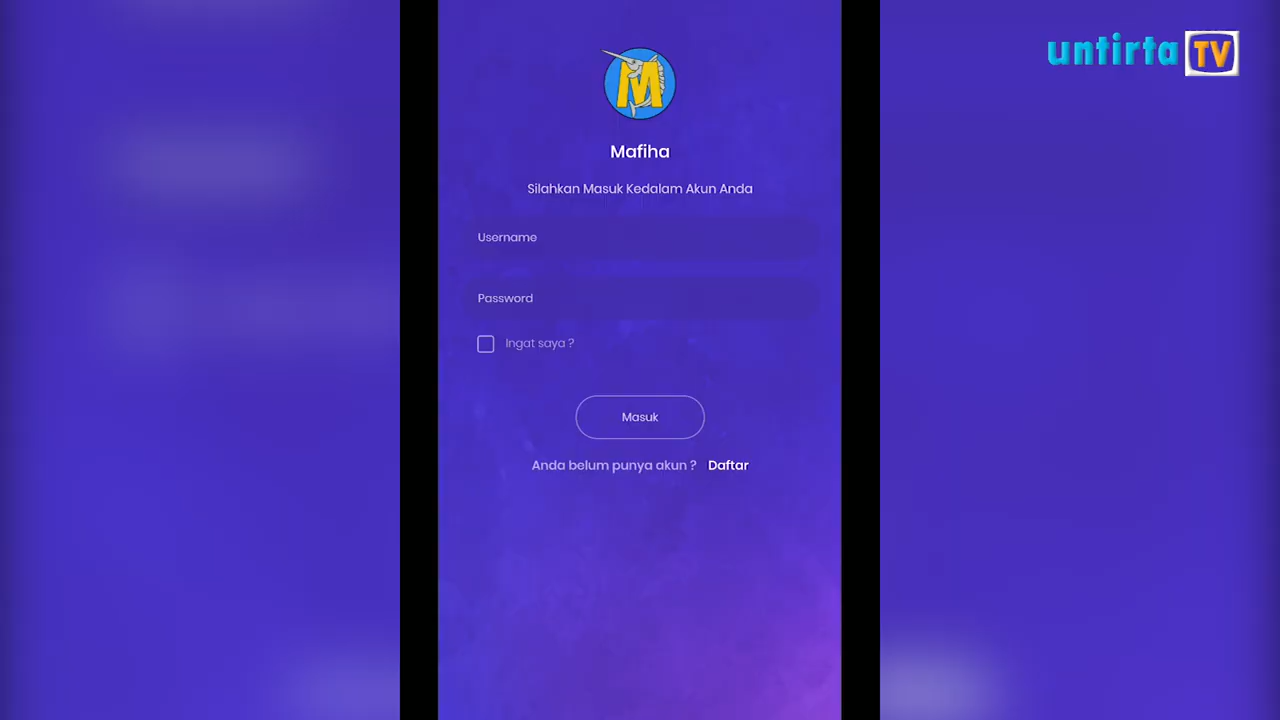 untirta TV
M
Mafiha
Silahkan Masuk Kedalam Akun Anda
Username
Password
Ingat saya ?
Masuk
Anda belum punya akun ? Daftar